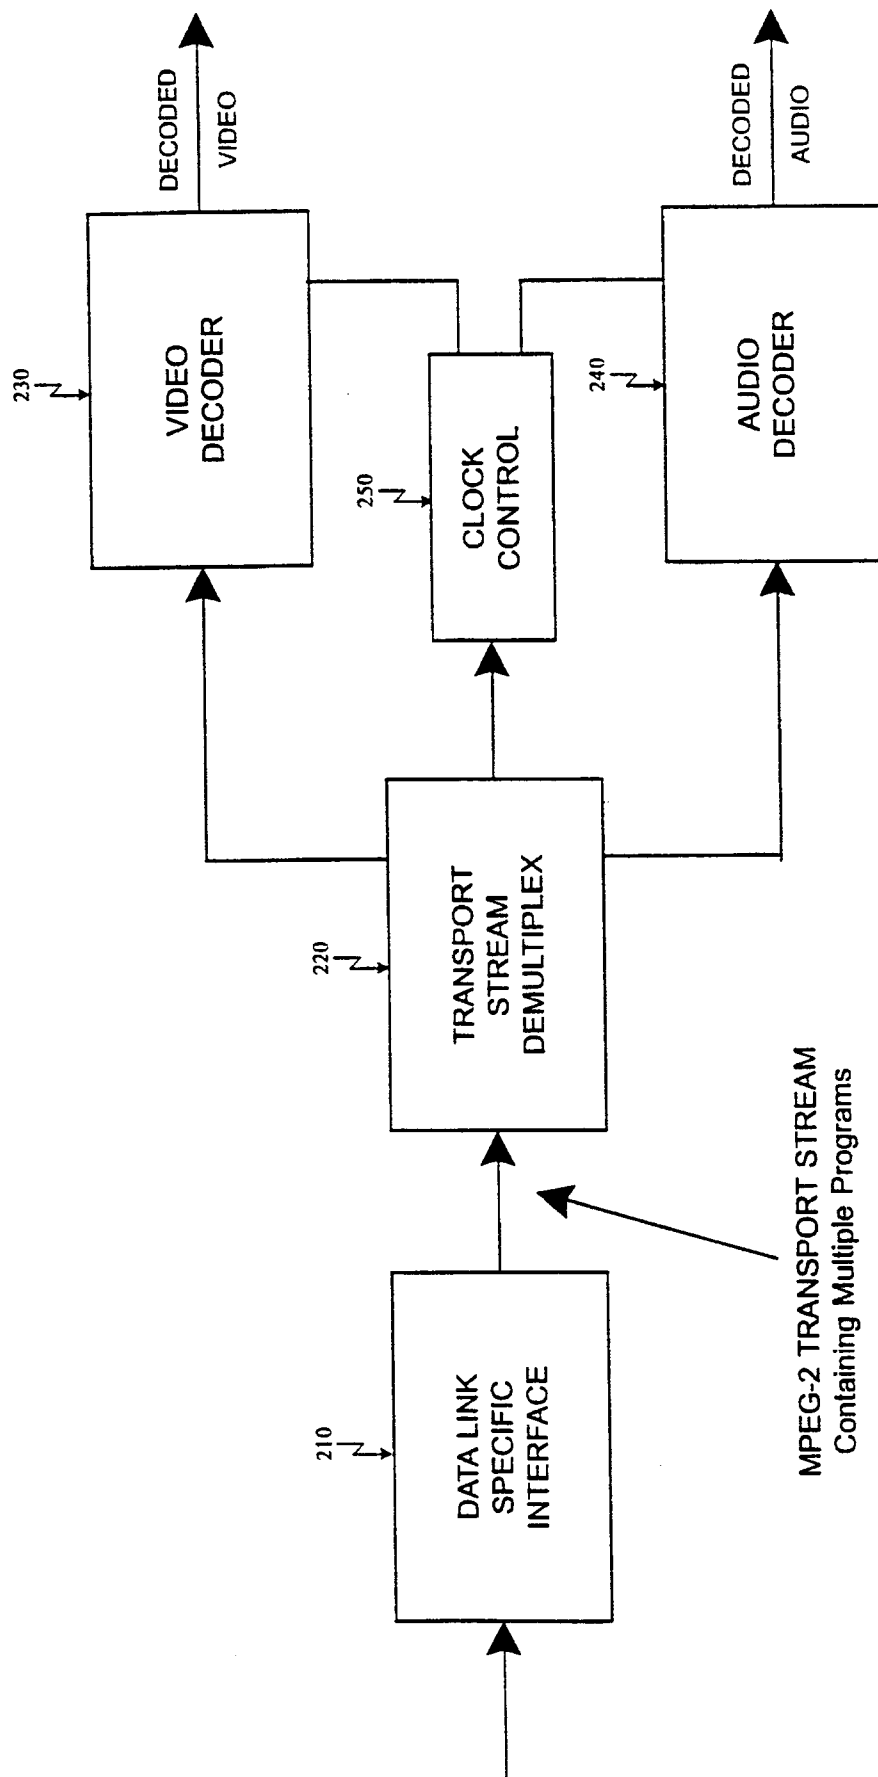 210
DATA LINK
SPECIFIC
INTERFACE
MPEG-2 TRANSPORT STREAM
Containing Multiple Programs
220
TRANSPORT
STREAM
DEMULTIPLEX
230
VIDEO
DECODER
DECODED
VIDEO
250
CLOCK
CONTROL
240
AUDIO
DECODER
DECODED
AUDIO